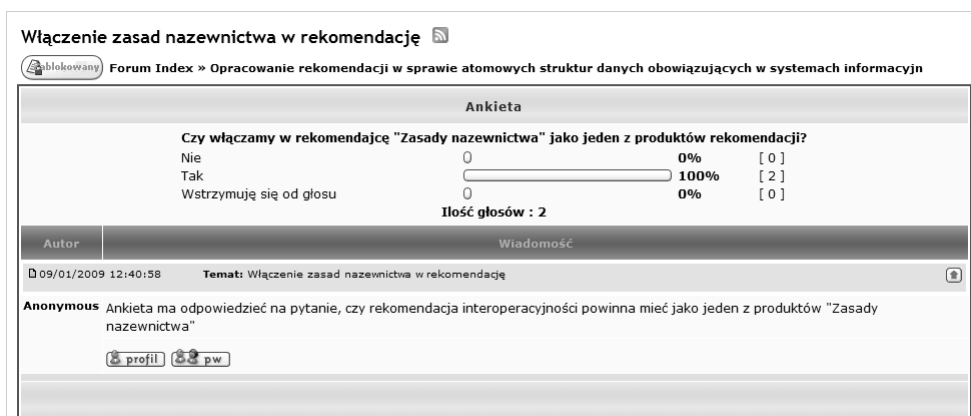 Włączenie zasad nazewnictwa w rekomendację
Zablokowany Forum Index » Opracowanie rekomendacji w sprawie atomowych struktur danych obowiązujących w systemach informacyjn
Ankieta
Czy włączamy w rekomendajcę "Zasady nazewnictwa" jako jeden z produktów rekomendacji?
Nie 0% [ 0 ]
Tak 100% [ 2 ]
Wstrzymuję się od głosu 0% [ 0 ]
Ilość głosów : 2
Autor Wiadomość
09/01/2009 12:40:58 Temat: Włączenie zasad nazewnictwa w rekomendację
Anonymous Ankieta ma odpowiedzieć na pytanie, czy rekomendacja interoperacyjności powinna mieć jako jeden z produktów "Zasady
nazewnictwa"
profil pw